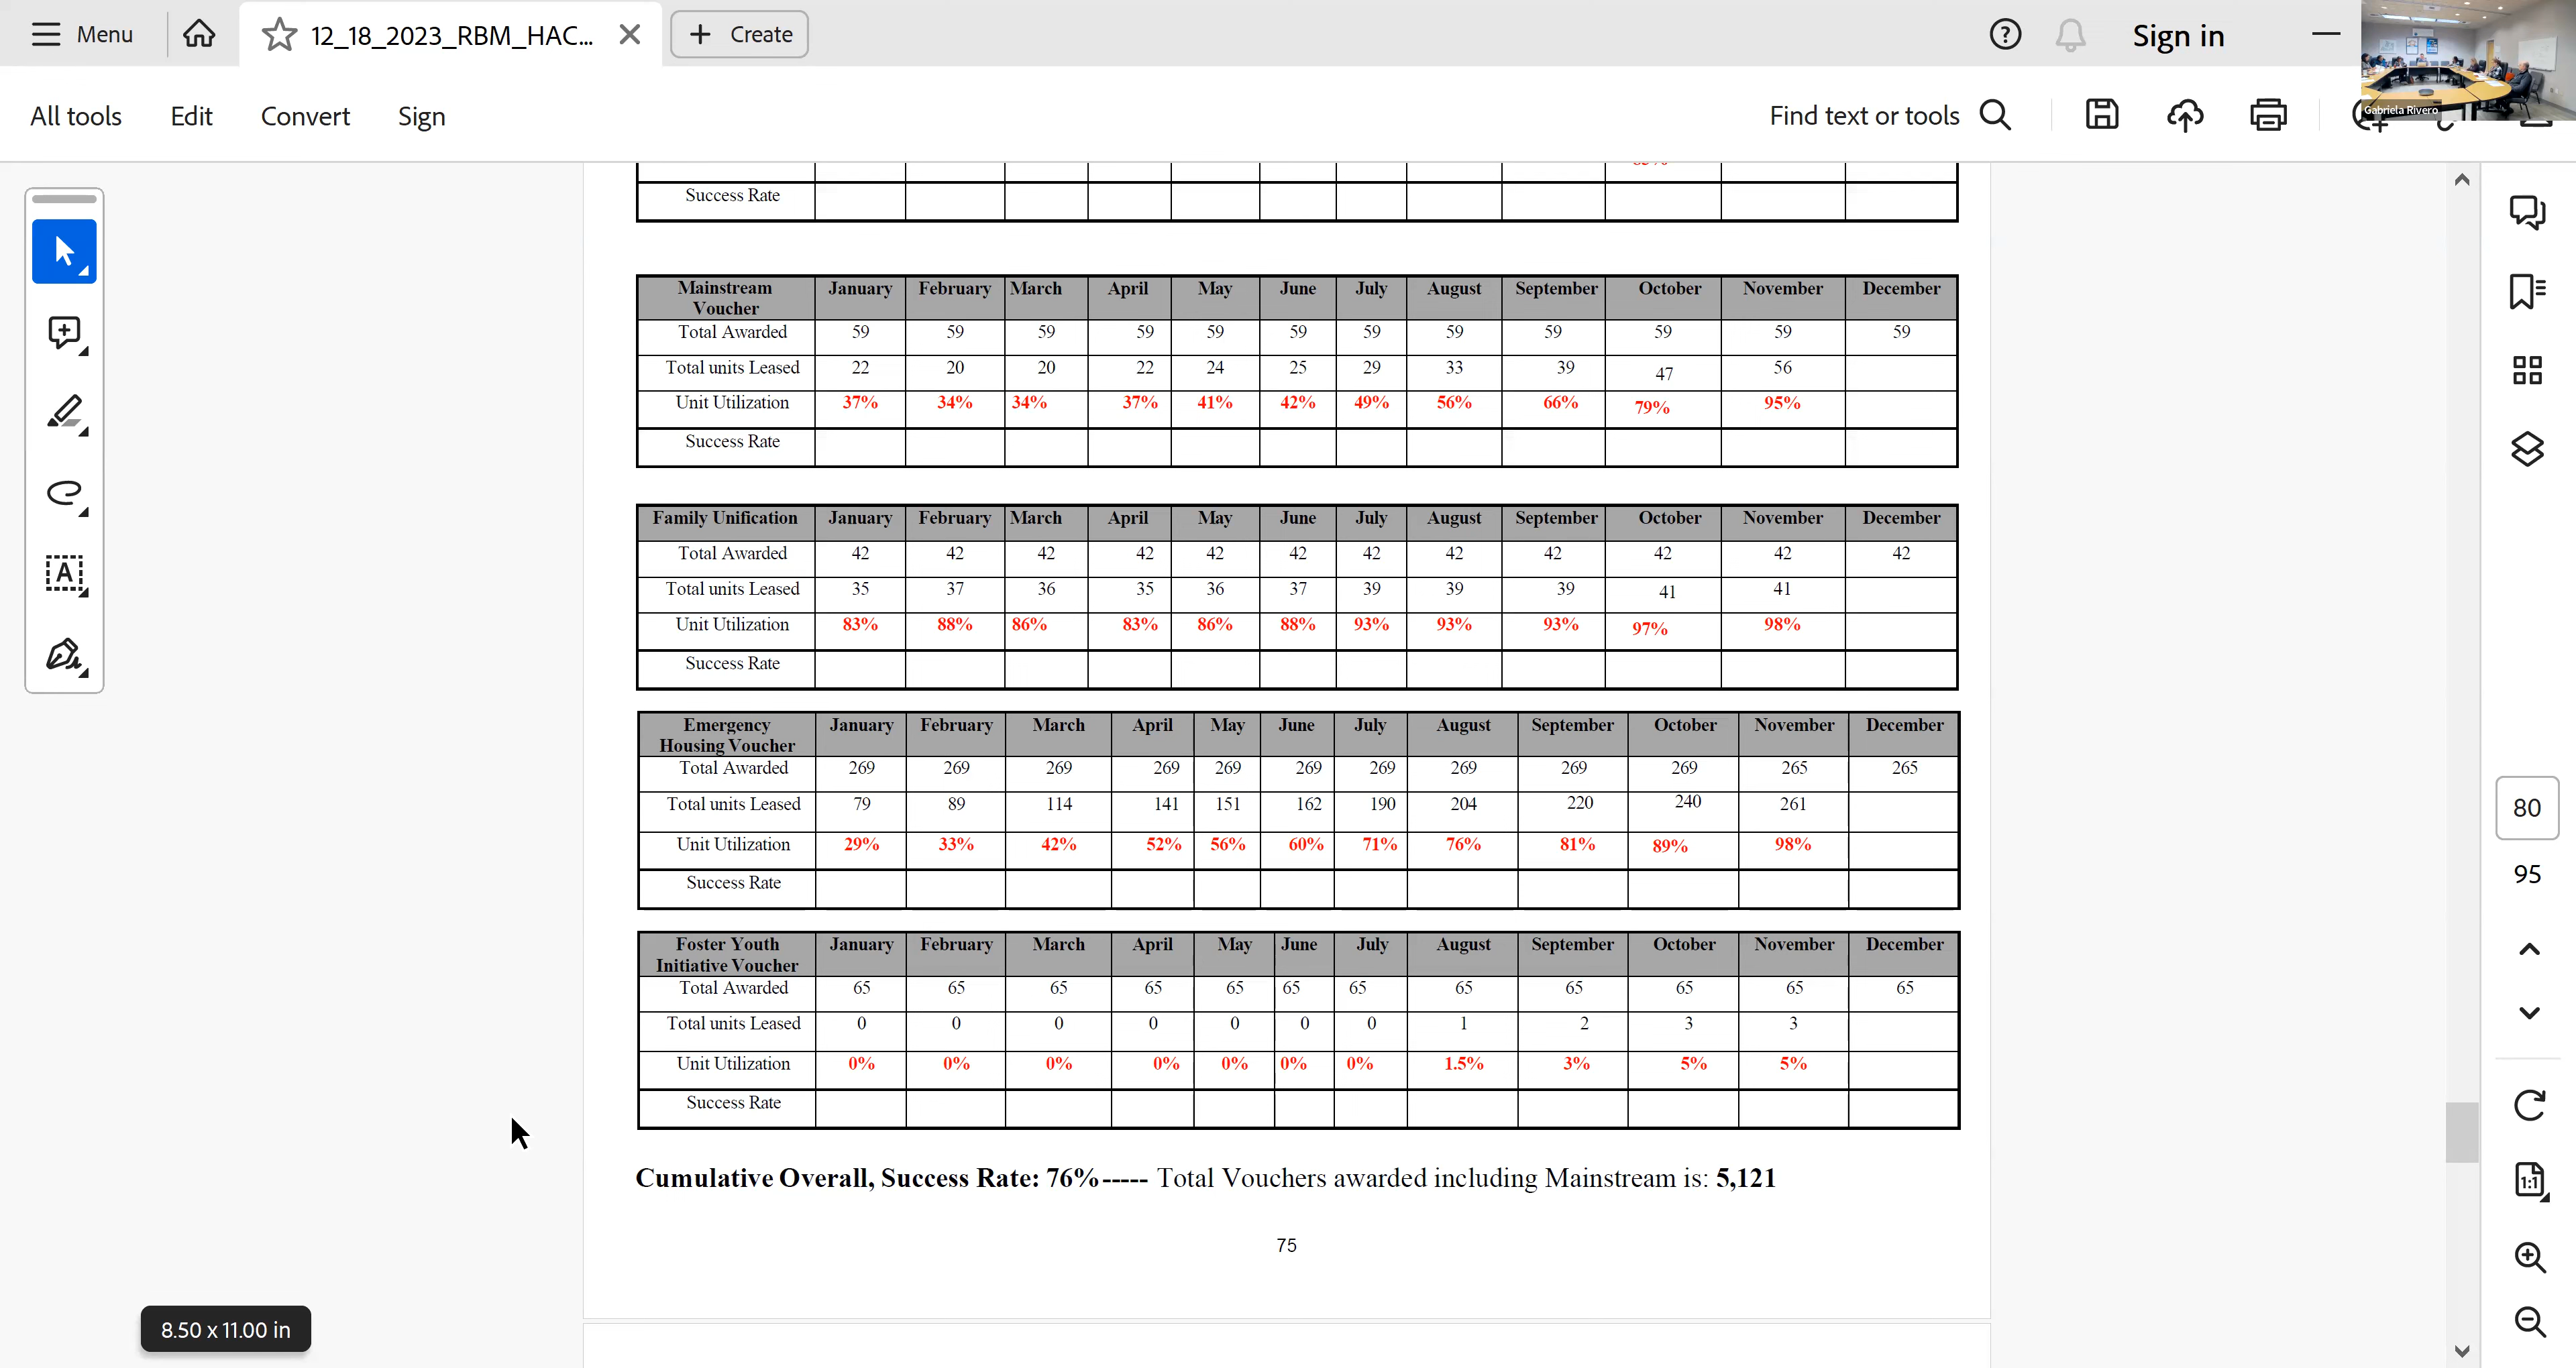 Menu 12_18_2023_RBM_HAC... Create Sign in
All tools Edit Convert Sign Find text or tools
Gabriela Rivero
Success Rate
Mainstream Voucher January February March April May June July August September October November December
Total Awarded 59 59 59 59 59 59 59 59 59 59 59 59
Total units Leased 22 20 20 22 24 25 29 33 39 47 56
Unit Utilization 37% 34% 34% 37% 41% 42% 49% 56% 66% 79% 95%
Success Rate
Family Unification January February March April May June July August September October November December
Total Awarded 42 42 42 42 42 42 42 42 42 42 42 42
Total units Leased 35 37 36 35 36 37 39 39 39 41 41
Unit Utilization 83% 88% 86% 83% 86% 88% 93% 93% 93% 97% 98%
Success Rate
Emergency Housing Voucher January February March April May June July August September October November December
Total Awarded 269 269 269 269 269 269 269 269 269 269 265 265
Total units Leased 79 89 114 141 151 162 190 204 220 240 261
Unit Utilization 29% 33% 42% 52% 56% 60% 71% 76% 81% 89% 98%
Success Rate
Foster Youth Initiative Voucher January February March April May June July August September October November December
Total Awarded 65 65 65 65 65 65 65 65 65 65 65 65
Total units Leased 0 0 0 0 0 0 0 1 2 3 3
Unit Utilization 0% 0% 0% 0% 0% 0% 0% 1.5% 3% 5% 5%
Success Rate
Cumulative Overall, Success Rate: 76%----- Total Vouchers awarded including Mainstream is: 5,121
75
8.50 x 11.00 in
80
95
1:1